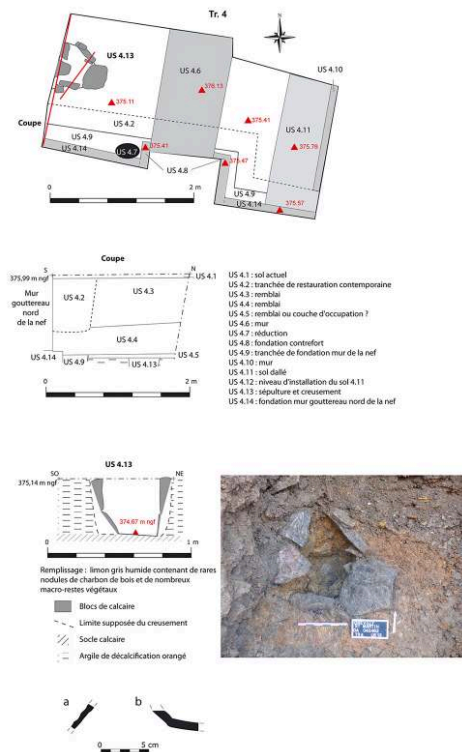 Tr. 4
N
US 4.10
US 4.13
US 4.6
376.13
375.11
375.41
US 4.11
Coupe
US 4.2
375.76
US 4.9
US 4.14
US 4.7
375.41
US 4.8
375.47
US 4.9
US 4.14
375.57
0 2 m
Coupe
S N
375,99 m ngf
US 4.1
Mur
gouttereau
nord
de la nef
US 4.2
US 4.3
US 4.4
US 4.14
US 4.9
US 4.13
US 4.5
0 2 m
US 4.1 : sol actuel
US 4.2 : tranchée de restauration contemporaine
US 4.3 : remblai
US 4.4 : remblai
US 4.5 : remblai ou couche d'occupation ?
US 4.6 : mur
US 4.7 : réduction
US 4.8 : fondation contrefort
US 4.9 : tranchée de fondation mur de la nef
US 4.10 : mur
US 4.11 : sol dallé
US 4.12 : niveau d'installation du sol 4.11
US 4.13 : sépulture et creusement
US 4.14 : fondation mur gouttereau nord de la nef
US 4.13
SO NE
375,14 m ngf
374.67 m ngf
0 1 m
Remplissage : limon gris humide contenant de rares
nodules de charbon de bois et de nombreux
macro-restes végétaux
Blocs de calcaire
Limite supposée du creusement
Socle calcaire
Argile de décalcification orangé
a b
0 5 cm